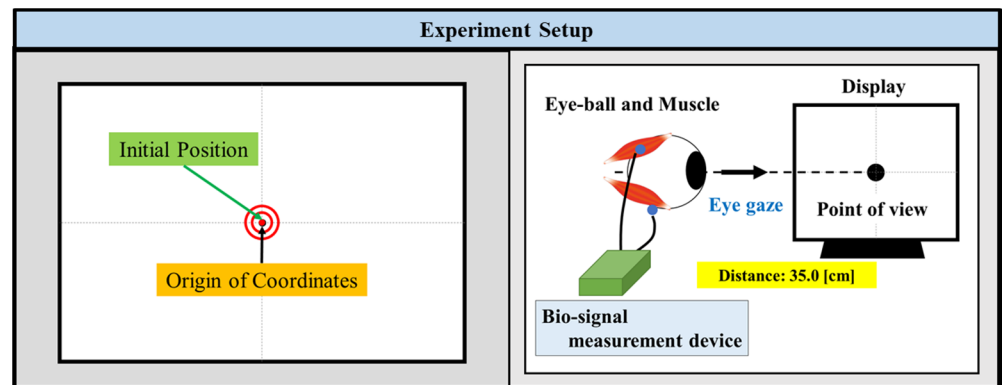 Experiment Setup
Initial Position
Origin of Coordinates
Eye-ball and Muscle
Display
Eye gaze
Point of view
Distance: 35.0 [cm]
Bio-signal
measurement device